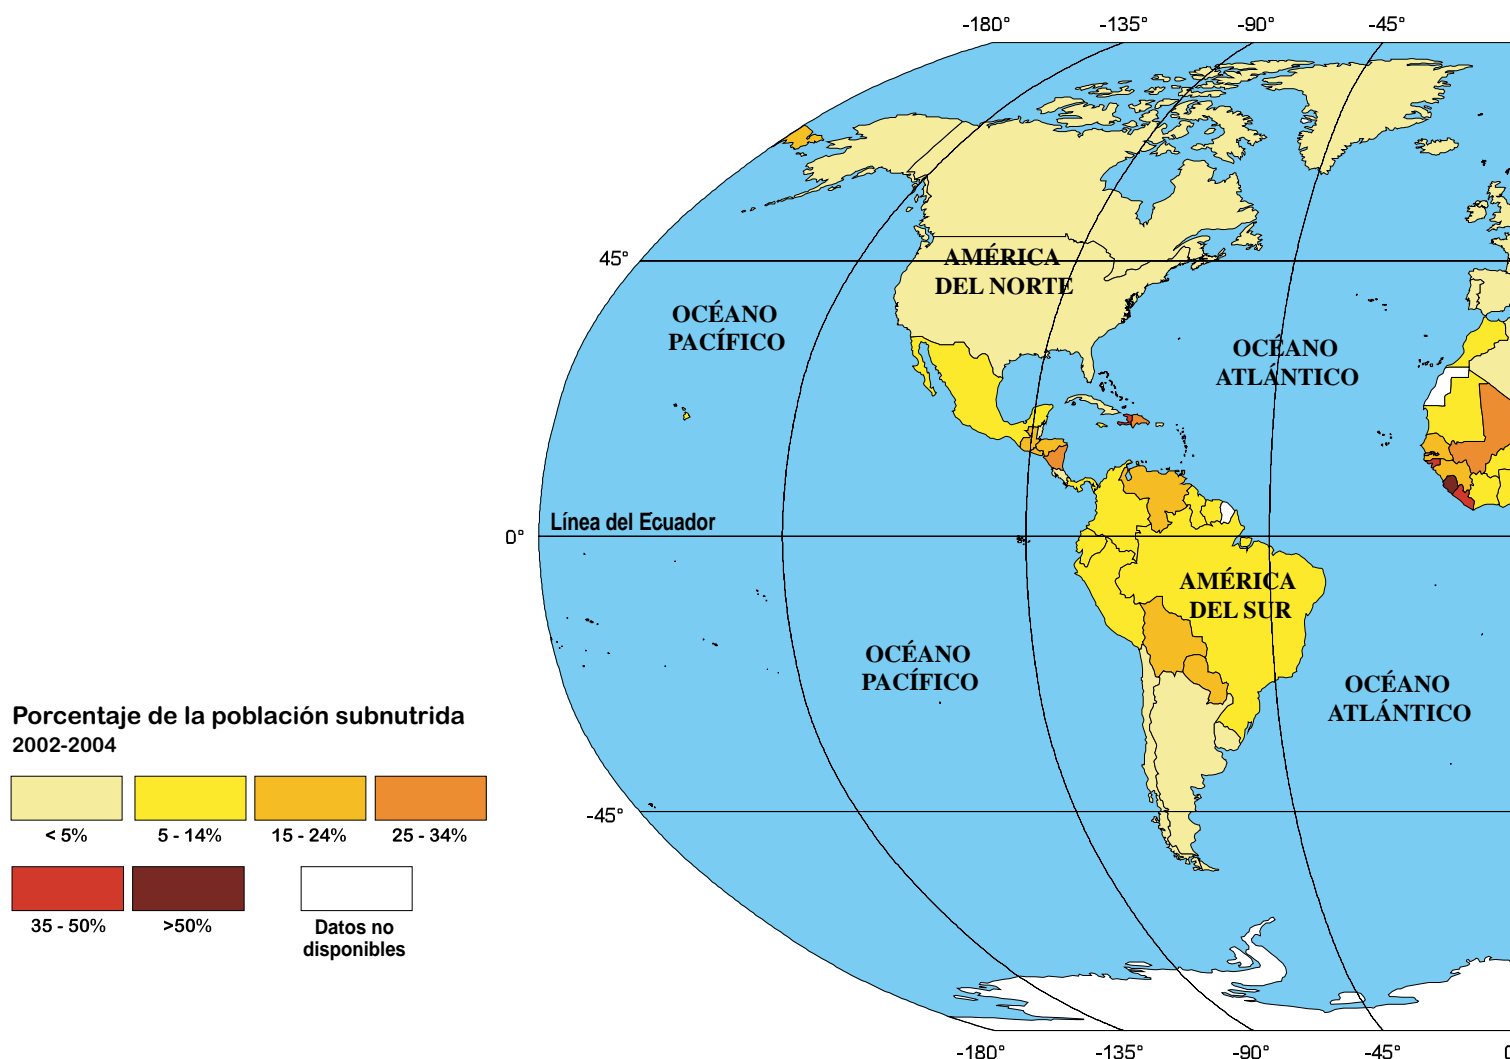 -180° -135° -90° -45°
45°
AMÉRICA
DEL NORTE
OCÉANO
PACÍFICO
OCÉANO
ATLÁNTICO
Línea del Ecuador
0°
AMÉRICA
DEL SUR
OCÉANO
PACÍFICO
OCÉANO
ATLÁNTICO
Porcentaje de la población subnutrida
2002-2004
< 5% 5 - 14% 15 - 24% 25 - 34%
35 - 50% >50% Datos no
disponibles
-45°
-180° -135° -90° -45°